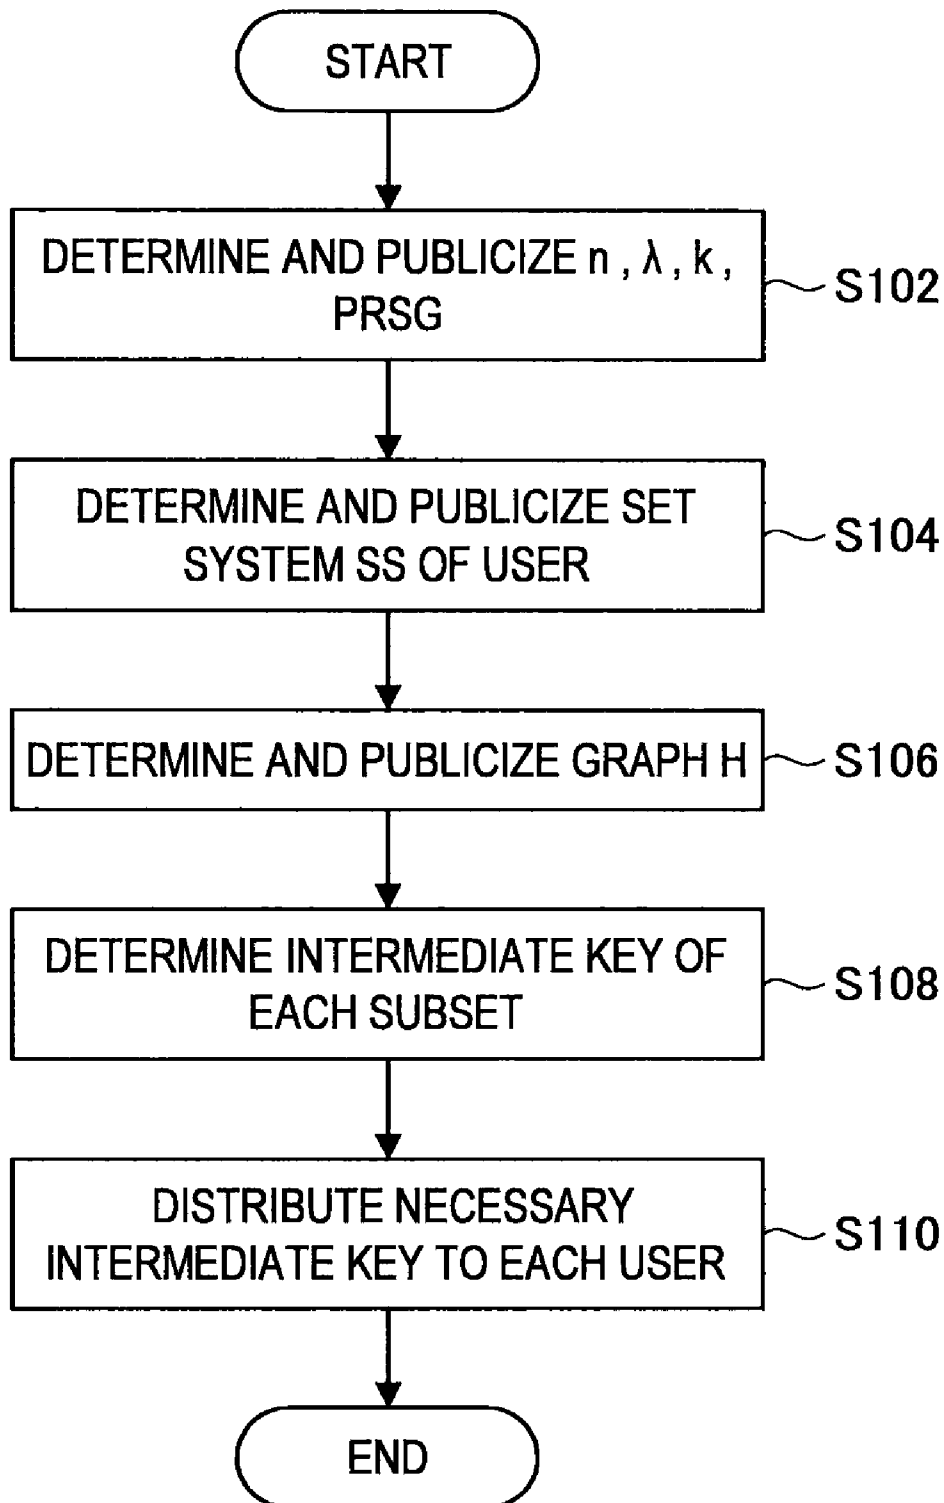 START
DETERMINE AND PUBLICIZE n , λ , k ,
PRSG
S102
DETERMINE AND PUBLICIZE SET
SYSTEM SS OF USER
S104
DETERMINE AND PUBLICIZE GRAPH H
S106
DETERMINE INTERMEDIATE KEY OF
EACH SUBSET
S108
DISTRIBUTE NECESSARY
INTERMEDIATE KEY TO EACH USER
S110
END